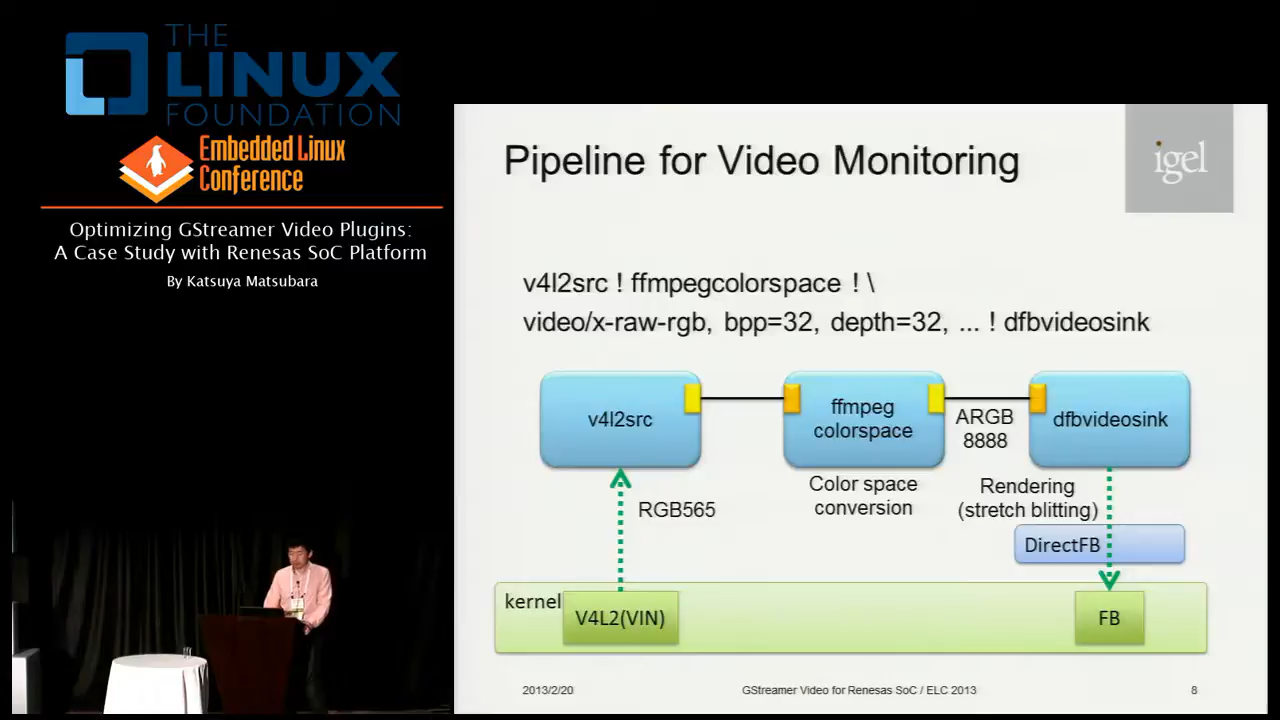 THE
LINUX
FOUNDATION
Embedded Linux
Conference
Optimizing GStreamer Video Plugins:
A Case Study with Renesas SoC Platform
By Katsuya Matsubara
Pipeline for Video Monitoring
igel
v4l2src ! ffmpegcolorspace ! \
video/x-raw-rgb, bpp=32, depth=32, ... ! dfbvideosink
v4l2src
ffmpeg
colorspace
ARGB
8888
dfbvideosink
RGB565
Color space
conversion
Rendering
(stretch blitting)
DirectFB
kernel
V4L2(VIN)
FB
2013/2/20
GStreamer Video for Renesas SoC / ELC 2013
8